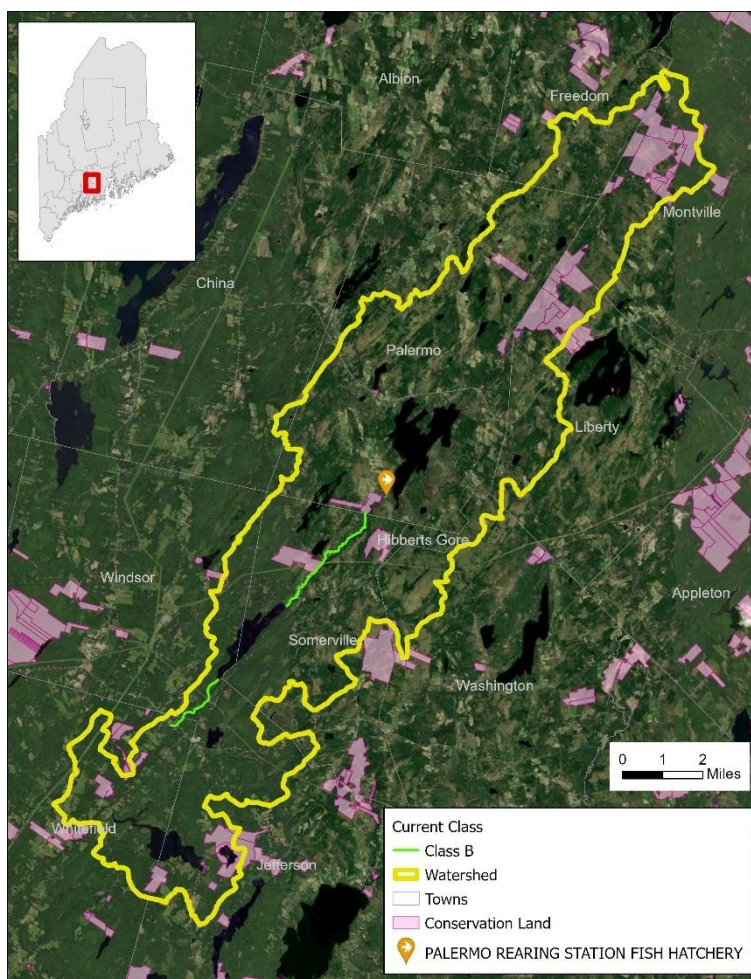 Albion
Freedom
Montville
China
Palermo
Liberty
Hibberts Gore
Windsor
Appleton
Somerville
Washington
0 1 2
Miles
Whitefield
Jefferson
Current Class
Class B
Watershed
Towns
Conservation Land
PALERMO REARING STATION FISH HATCHERY